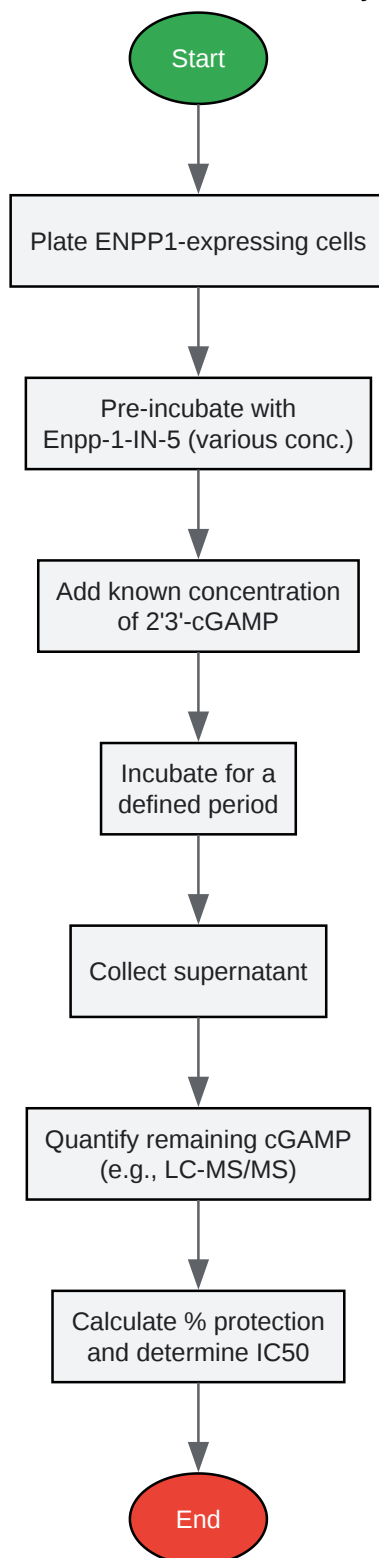 Start
Plate ENPP1-expressing cells
Pre-incubate with
Enpp-1-IN-5 (various conc.)
Add known concentration
of 2'3'-cGAMP
Incubate for a
defined period
Collect supernatant
Quantify remaining cGAMP
(e.g., LC-MS/MS)
Calculate % protection
and determine IC50
End